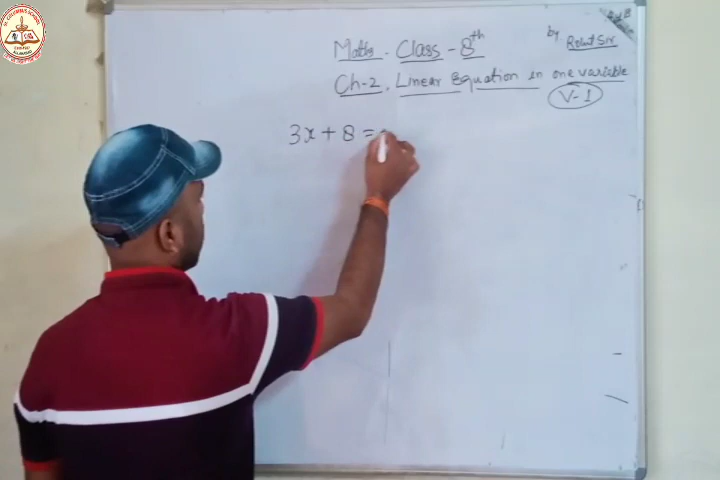 Maths - Class - 8th
by Rohit Sir
Ch-2, Linear Equation in one variable
V-1
3x + 8 =